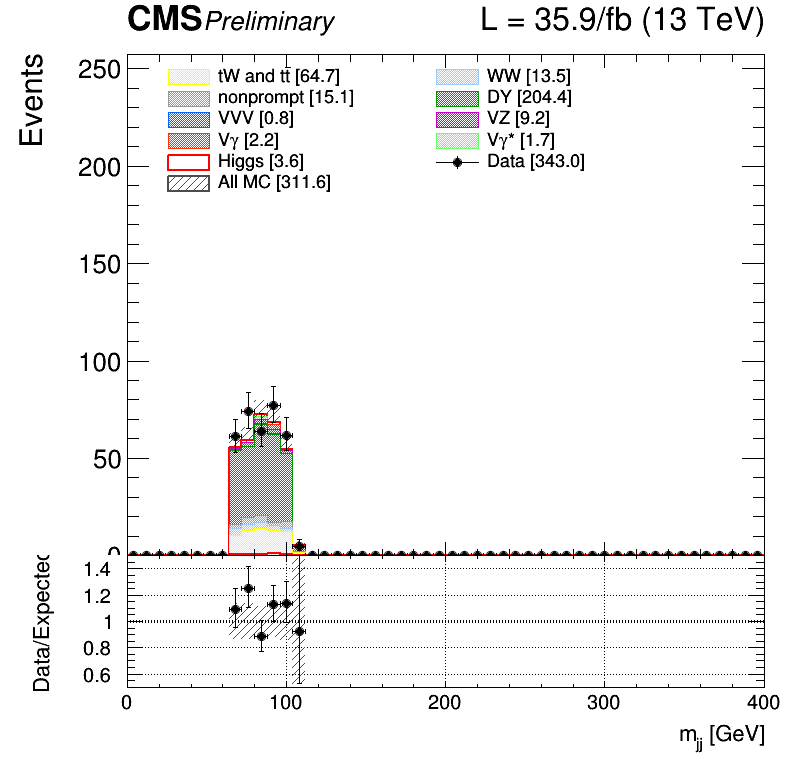 CMS Preliminary L = 35.9/fb (13 TeV)
Events
250
200
150
100
50
0
tW and tt̄ [64.7]
nonprompt [15.1]
VVV [0.8]
Vγ [2.2]
Higgs [3.6]
All MC [311.6]
WW [13.5]
DY [204.4]
VZ [9.2]
Vγ* [1.7]
Data [343.0]
Data/Expected
1.4
1.2
1
0.8
0.6
0 100 200 300 400
m_jj [GeV]